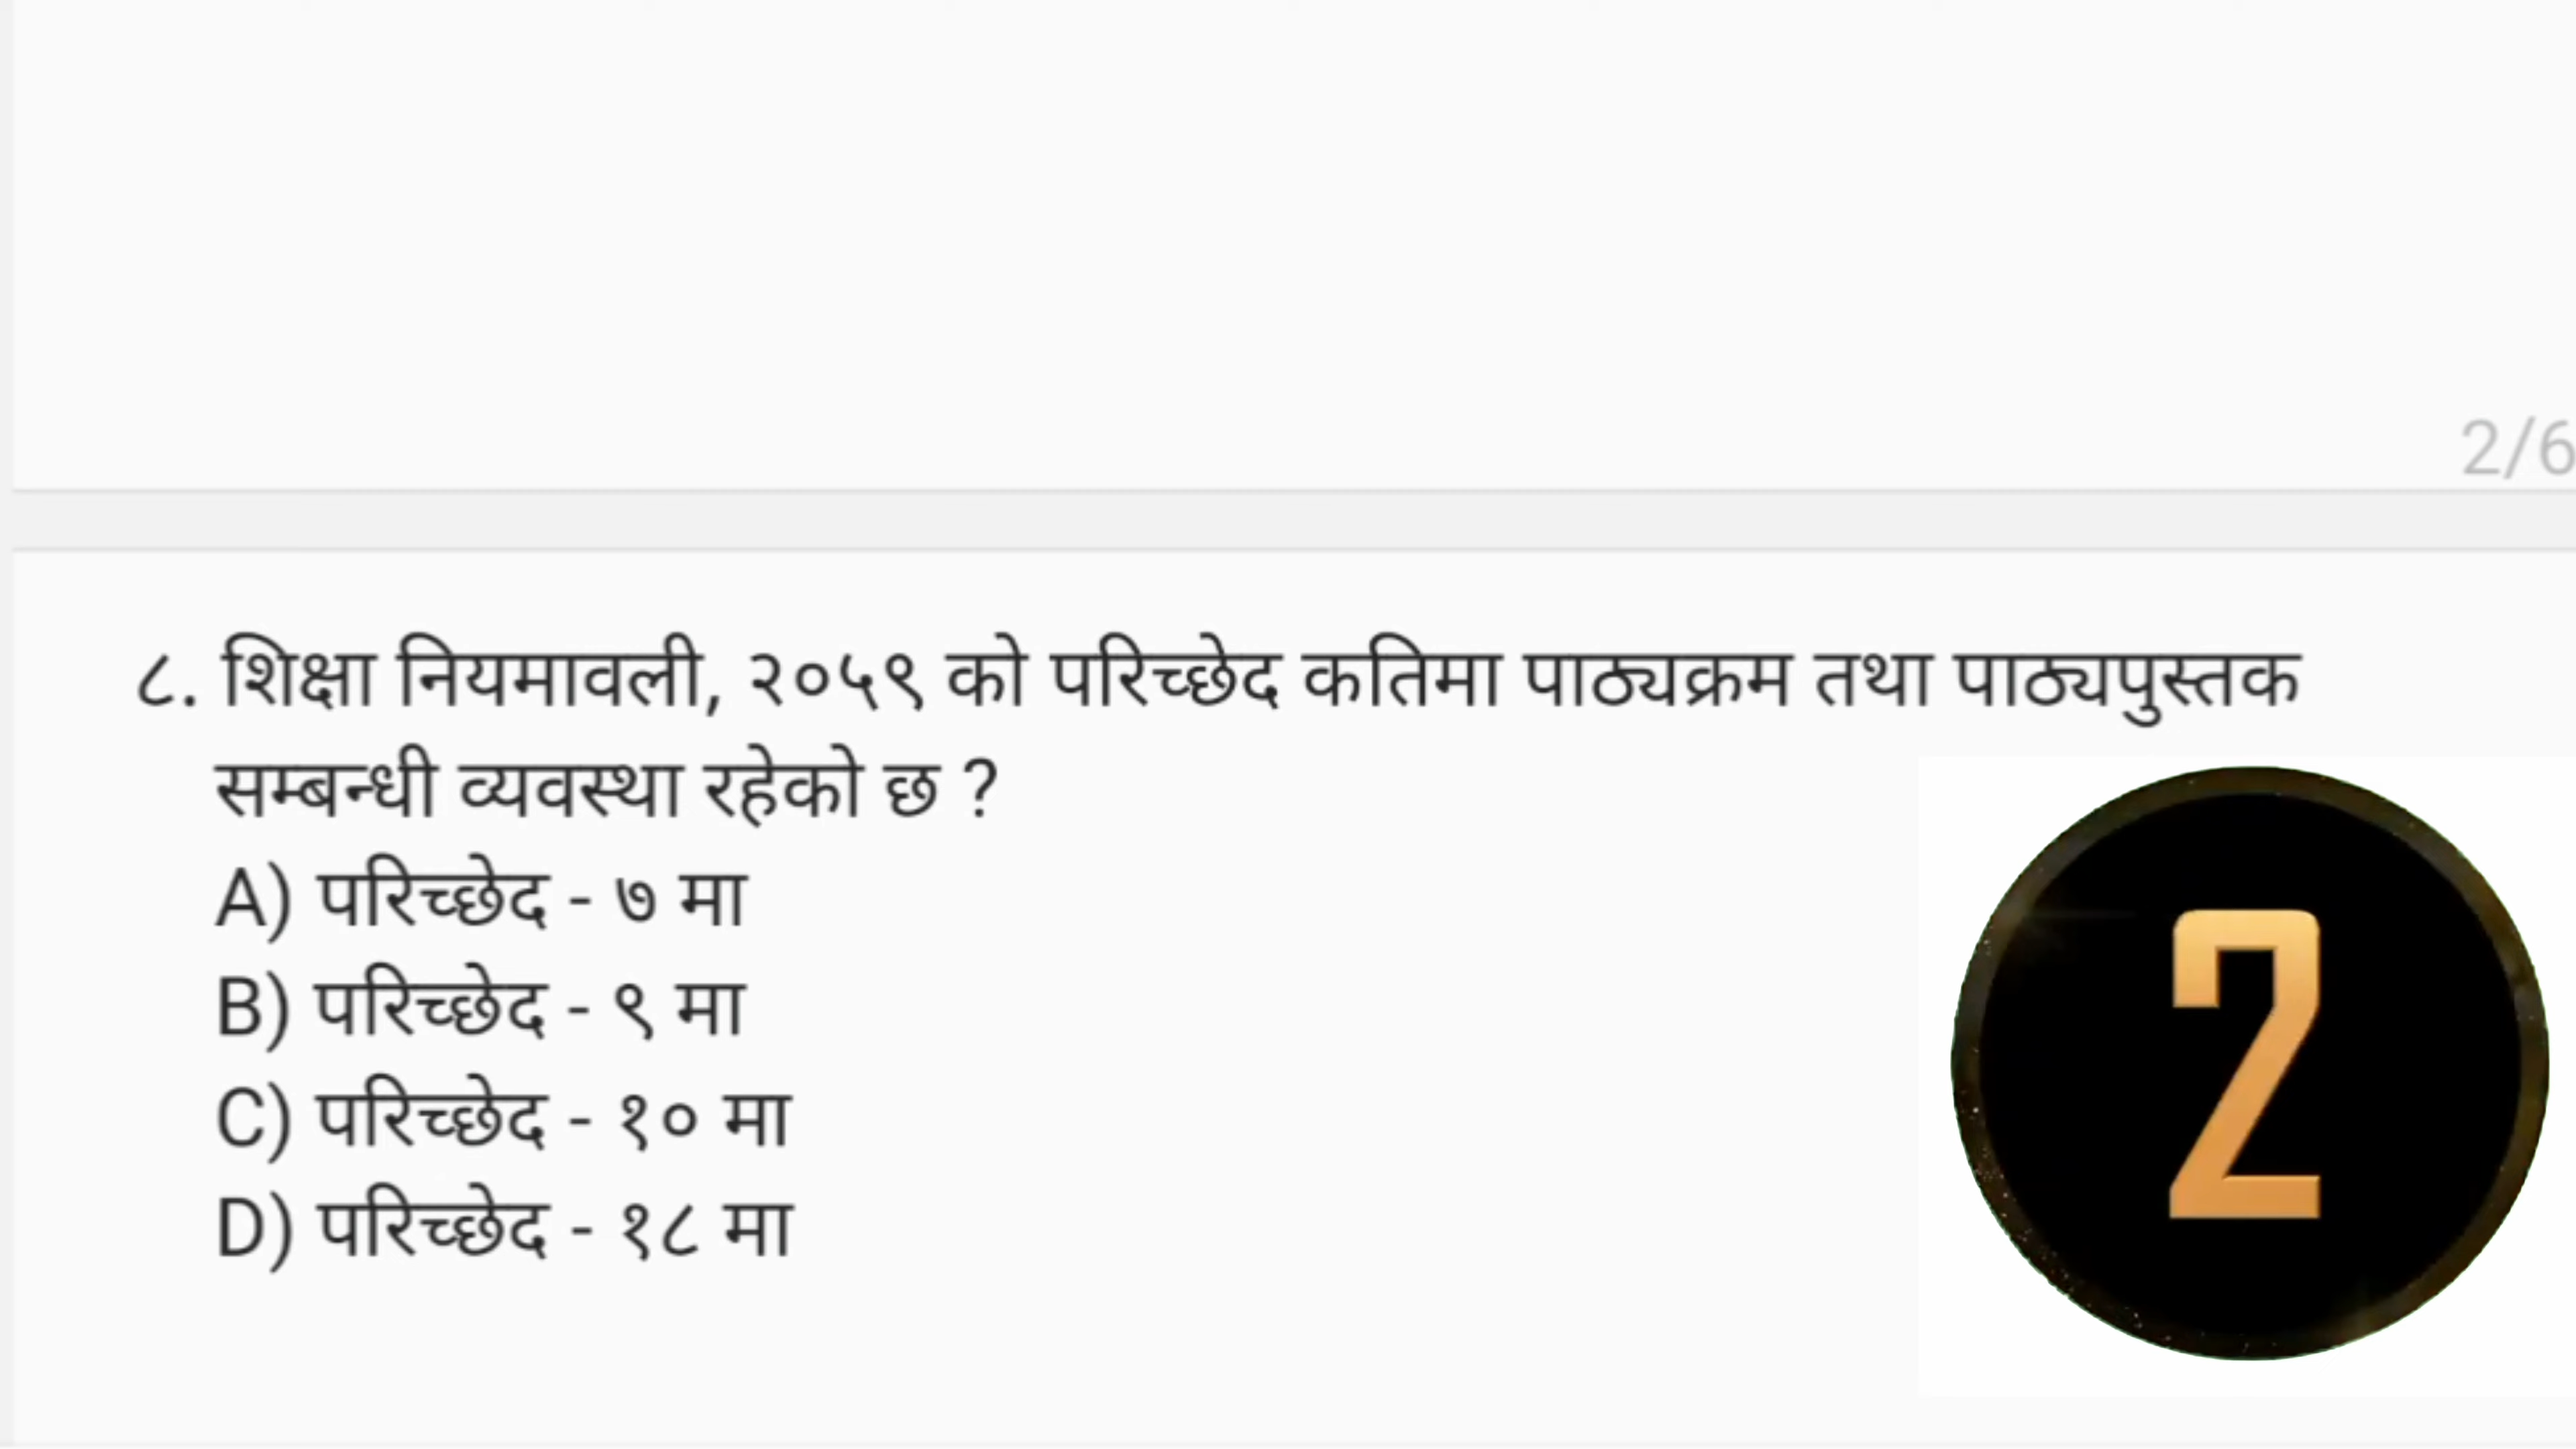 2/6
८. शिक्षा नियमावली, २०५९ को परिच्छेद कतिमा पाठ्यक्रम तथा पाठ्यपुस्तक
सम्बन्धी व्यवस्था रहेको छ ?
A) परिच्छेद - ७ मा
B) परिच्छेद - ९ मा
C) परिच्छेद - १० मा
D) परिच्छेद - १८ मा
2